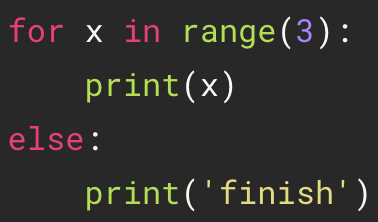 for x in range(3):
    print(x)
else:
    print('finish')